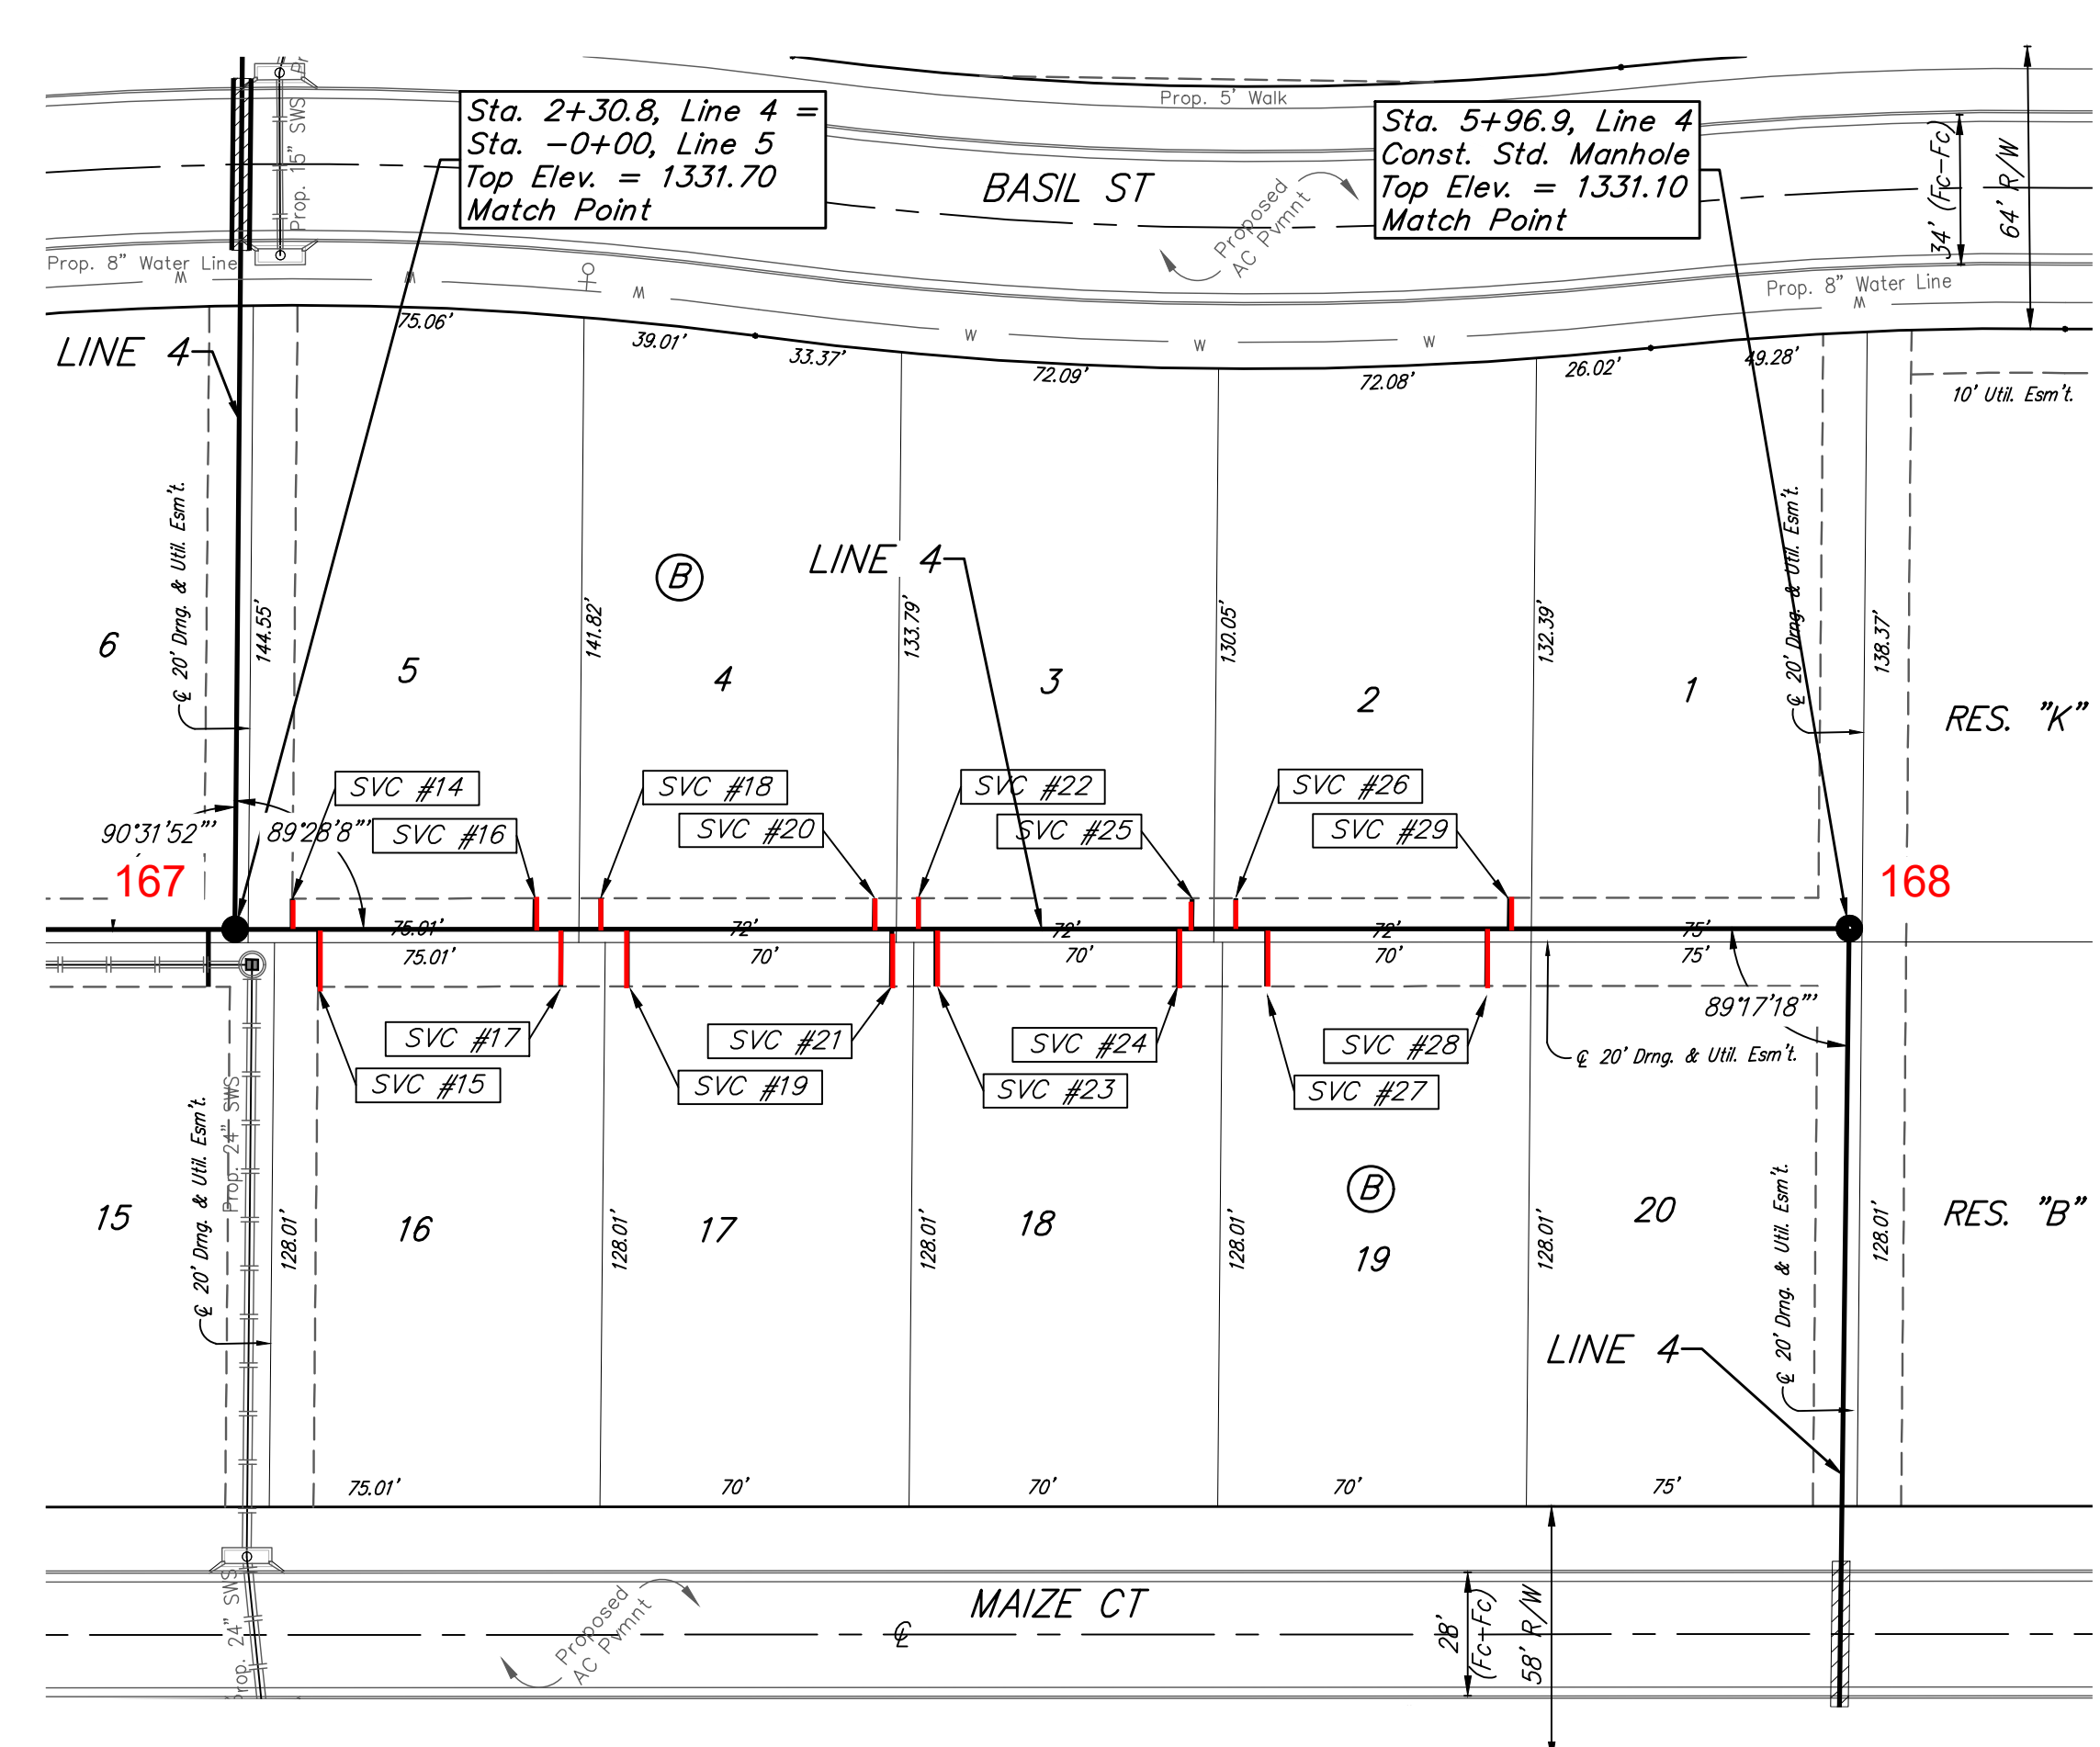 Sta. 2+30.8, Line 4 =
Sta. -0+00, Line 5
Top Elev. = 1331.70
Match Point
Sta. 5+96.9, Line 4
Const. Std. Manhole
Top Elev. = 1331.10
Match Point
Pr
Prop. 15" SWS
Prop. 5' Walk
BASIL ST
Proposed
AC Pvmnt
34' (Fc-Fc)
64' R/W
Prop. 8" Water Line
W
W
W
W
W
Prop. 8" Water Line
W
LINE 4
75.06'
39.01'
33.37'
72.09'
72.08'
26.02'
49.28'
10' Util. Esm't.
℄ 20' Drng. & Util. Esm't.
144.55'
141.82'
133.79'
130.05'
132.39'
℄ 20' Drng. & Util. Esm't.
138.37'
B
LINE 4
6
5
4
3
2
1
RES. "K"
SVC #14
SVC #18
SVC #22
SVC #26
SVC #16
SVC #20
SVC #25
SVC #29
90°31'52"'
89°28'8"'
167
168
75.01'
72'
72'
72'
75'
75.01'
70'
70'
70'
75'
89°17'18"'
SVC #17
SVC #21
SVC #24
SVC #28
℄ 20' Drng. & Util. Esm't.
SVC #15
SVC #19
SVC #23
SVC #27
Prop. 24" SWS
℄ 20' Drng. & Util. Esm't.
128.01'
128.01'
128.01'
128.01'
128.01'
℄ 20' Drng. & Util. Esm't.
128.01'
B
15
16
17
18
19
20
RES. "B"
LINE 4
75.01'
70'
70'
70'
75'
Prop. 24" SWS
Proposed
AC Pvmnt
MAIZE CT
℄
28'
(Fc-Fc)
58' R/W